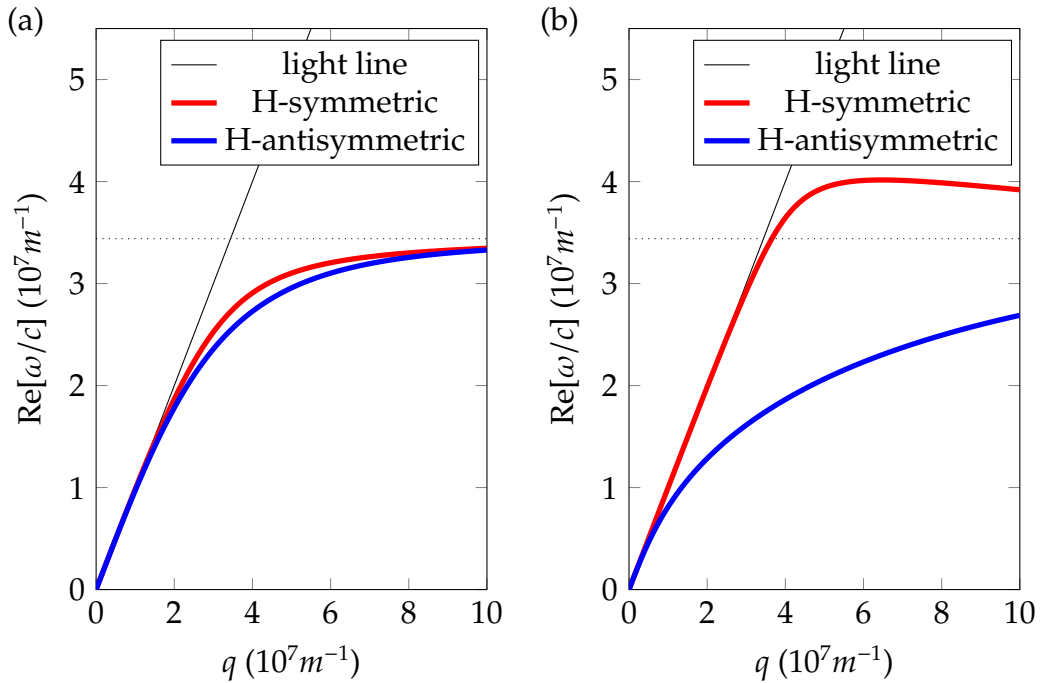 (a)
light line
H-symmetric
H-antisymmetric
5
4
3
2
1
0
Re[ω/c] (10⁷m⁻¹)
0 2 4 6 8 10
q (10⁷m⁻¹)
(b)
light line
H-symmetric
H-antisymmetric
5
4
3
2
1
0
Re[ω/c] (10⁷m⁻¹)
0 2 4 6 8 10
q (10⁷m⁻¹)